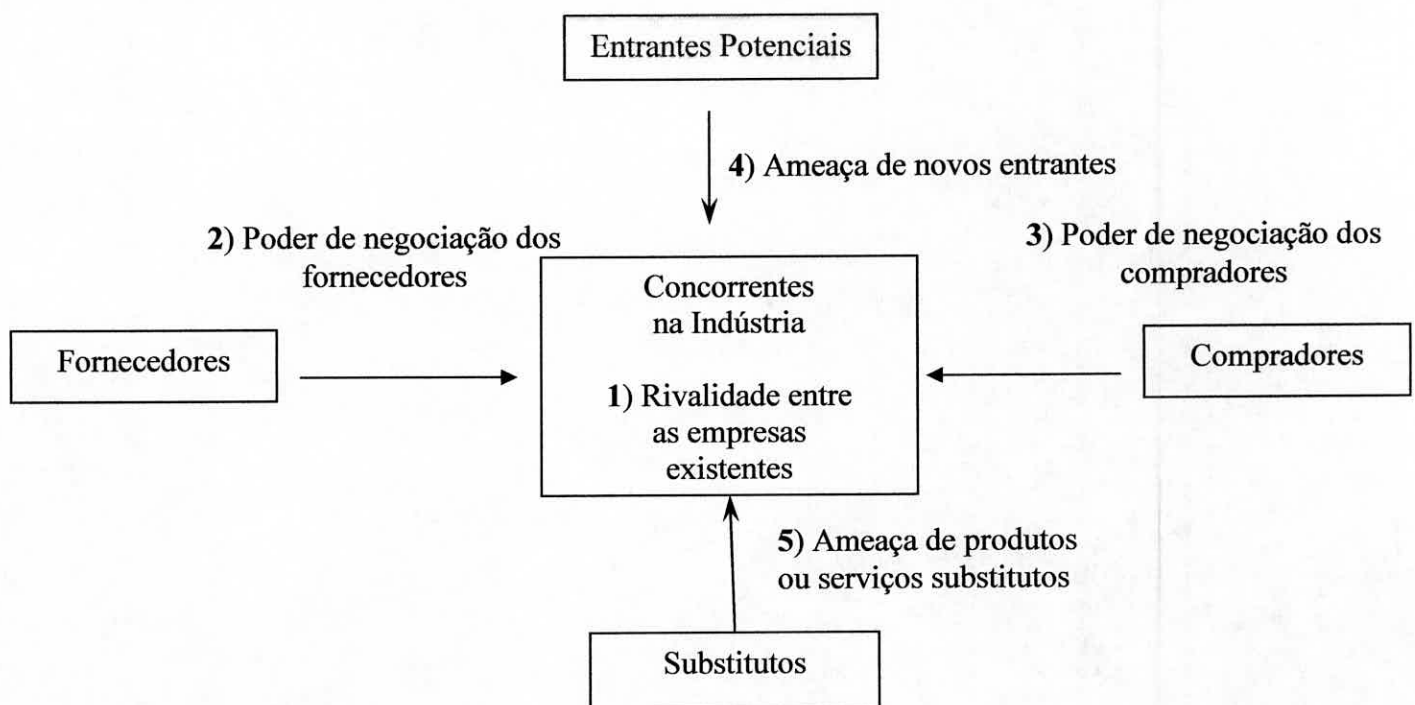 Entrantes Potenciais
4) Ameaça de novos entrantes
2) Poder de negociação dos
fornecedores
3) Poder de negociação dos
compradores
Concorrentes
na Indústria
Fornecedores
Compradores
1) Rivalidade entre
as empresas
existentes
5) Ameaça de produtos
ou serviços substitutos
Substitutos